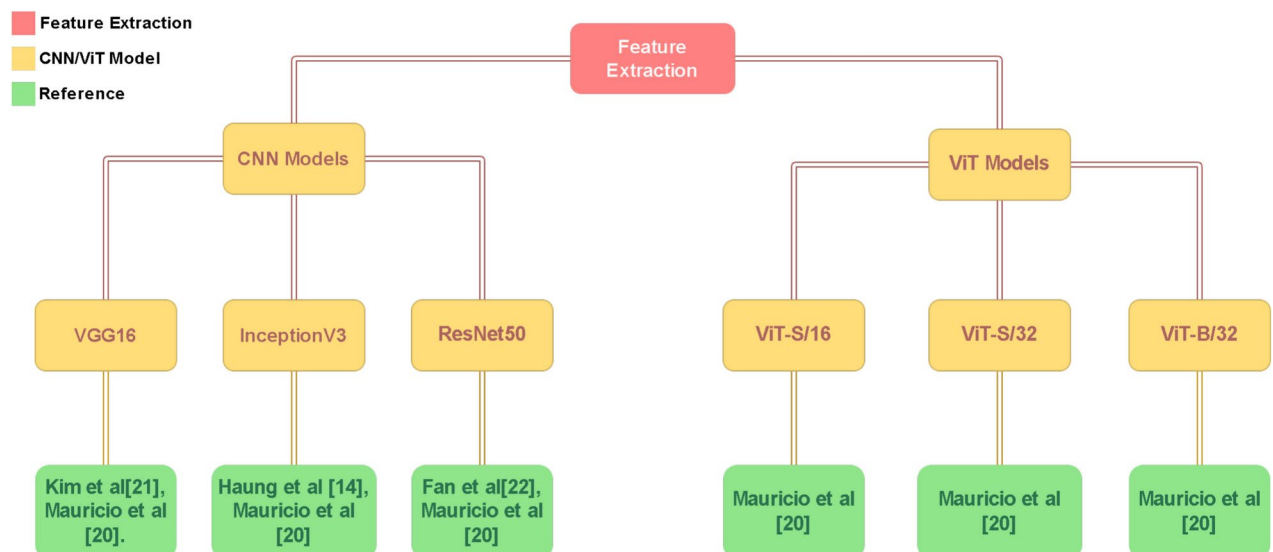 Feature Extraction
CNN/ViT Model
Reference
Feature
Extraction
CNN Models
ViT Models
VGG16
InceptionV3
ResNet50
ViT-S/16
ViT-S/32
ViT-B/32
Kim et al[21],
Mauricio et al
[20].
Haung et al [14],
Mauricio et al
[20]
Fan et al[22],
Mauricio et al
[20]
Mauricio et al
[20]
Mauricio et al
[20]
Mauricio et al
[20]